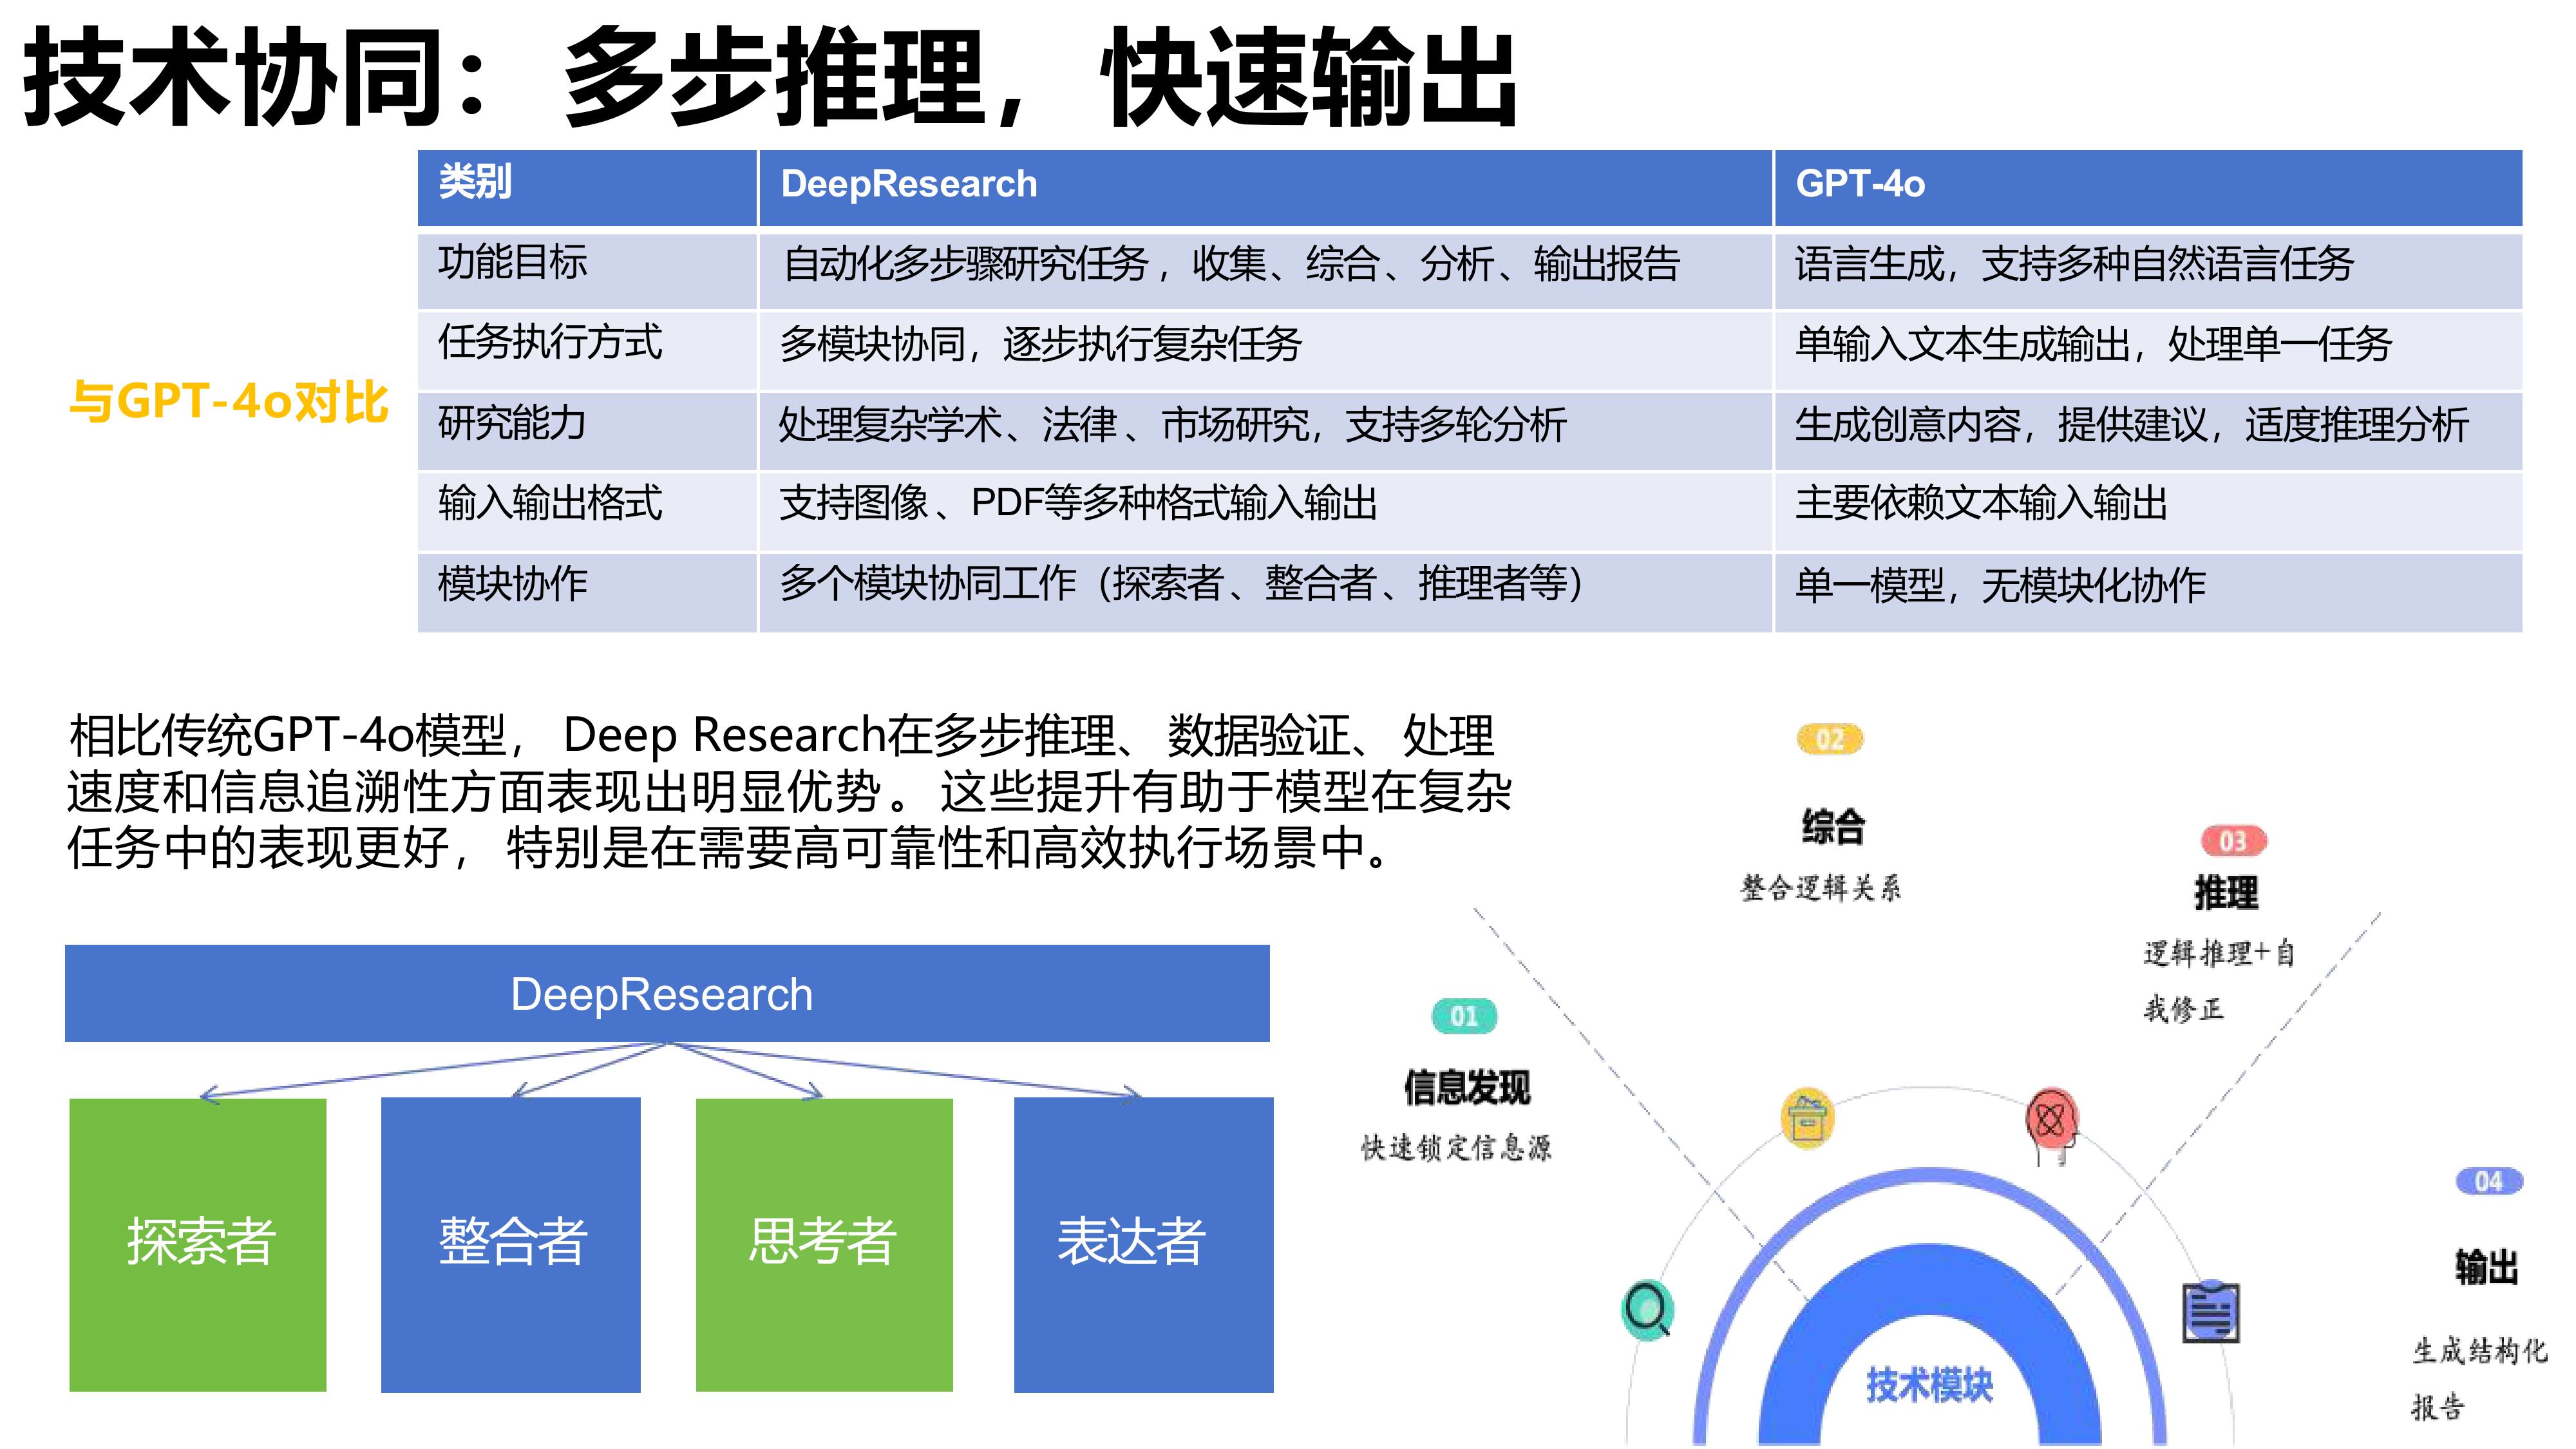 技术协同：多步推理，快速输出
与GPT-4o对比
类别 DeepResearch GPT-4o
功能目标 自动化多步骤研究任务，收集、综合、分析、输出报告 语言生成，支持多种自然语言任务
任务执行方式 多模块协同，逐步执行复杂任务 单输入文本生成输出，处理单一任务
研究能力 处理复杂学术、法律、市场研究，支持多轮分析 生成创意内容，提供建议，适度推理分析
输入输出格式 支持图像、PDF等多种格式输入输出 主要依赖文本输入输出
模块协作 多个模块协同工作（探索者、整合者、推理者等） 单一模型，无模块化协作
相比传统GPT-4o模型， Deep Research在多步推理、 数据验证、 处理
速度和信息追溯性方面表现出明显优势。 这些提升有助于模型在复杂
任务中的表现更好， 特别是在需要高可靠性和高效执行场景中。
DeepResearch
探索者
整合者
思考者
表达者
01
信息发现
快速锁定信息源
02
综合
整合逻辑关系
03
推理
逻辑推理+自
我修正
04
输出
生成结构化
报告
技术模块